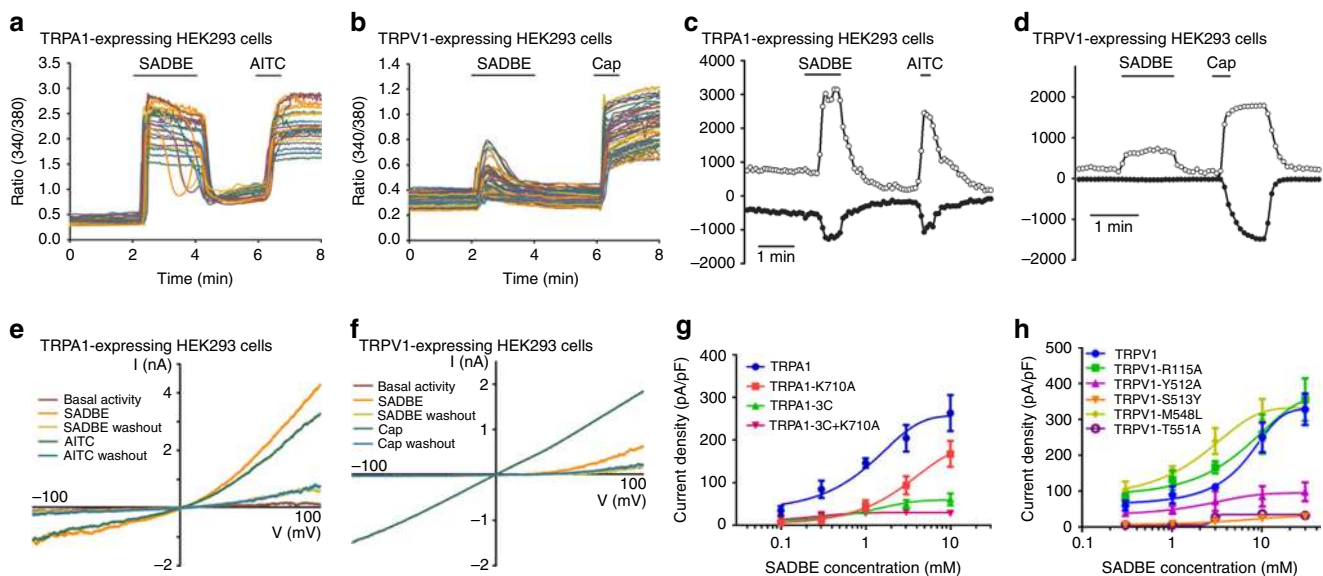 a
TRPA1-expressing HEK293 cells
SADBE AITC
3.5
3.0
2.5
2.0
1.5
1.0
0.5
0.0
Ratio (340/380)
0 2 4 6 8
Time (min)
b
TRPV1-expressing HEK293 cells
SADBE Cap
1.4
1.2
1.0
0.8
0.6
0.4
0.2
0.0
Ratio (340/380)
0 2 4 6 8
Time (min)
c
TRPA1-expressing HEK293 cells
SADBE AITC
4000
3000
2000
1000
0
−1000
−2000
1 min
d
TRPV1-expressing HEK293 cells
SADBE Cap
2000
1000
0
−1000
−2000
1 min
e
TRPA1-expressing HEK293 cells
I (nA)
Basal activity
SADBE
SADBE washout
AITC
AITC washout
4
2
−2
−100
100
V (mV)
f
TRPV1-expressing HEK293 cells
I (nA)
Basal activity
SADBE
SADBE washout
Cap
Cap washout
2
1
−1
−2
−100
100
V (mV)
g
400
300
200
100
0
Current density (pA/pF)
TRPA1
TRPA1-K710A
TRPA1-3C
TRPA1-3C+K710A
0.1 1 10
SADBE concentration (mM)
h
500
400
300
200
100
0
Current density (pA/pF)
TRPV1
TRPV1-R115A
TRPV1-Y512A
TRPV1-S513Y
TRPV1-M548L
TRPV1-T551A
0.1 1 10
SADBE concentration (mM)